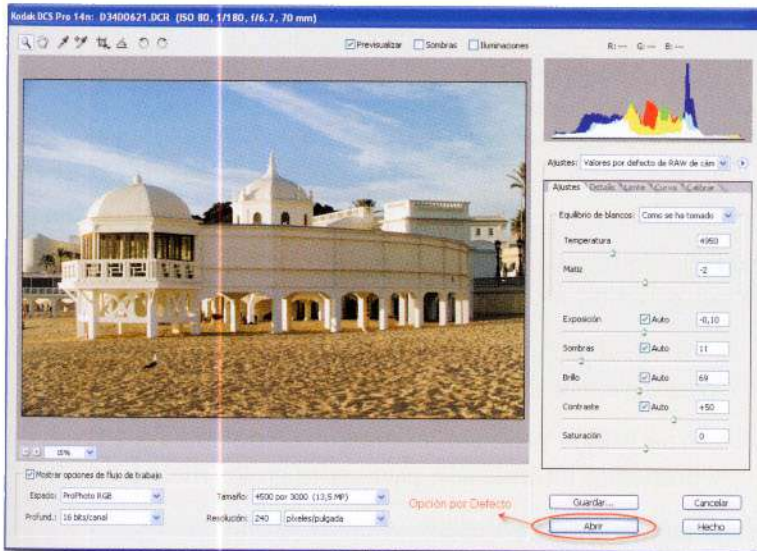 Kodak DCS Pro 14n: D34D0621.DCR (ISO 80, 1/180, f/6.7, 70 mm)
Previsualizar Sombras Iluminaciones
R: --- G: --- B: ---
Ajustes: Valores por defecto de RAW de cám
Ajustes Detalle Lente Curva Calibrar
Equilibrio de blancos: Como se ha tomado
Temperatura 4950
Matiz -2
Exposición Auto -0,10
Sombras Auto 11
Brillo Auto 69
Contraste Auto +50
Saturación 0
Mostrar opciones de flujo de trabajo
Espacio: ProPhoto RGB Tamaño: 4500 por 3000 (13,5 MP)
Profund.: 16 bits/canal Resolución: 240 píxeles/pulgada
Opción por Defecto
Guardar... Cancelar
Abrir Hecho